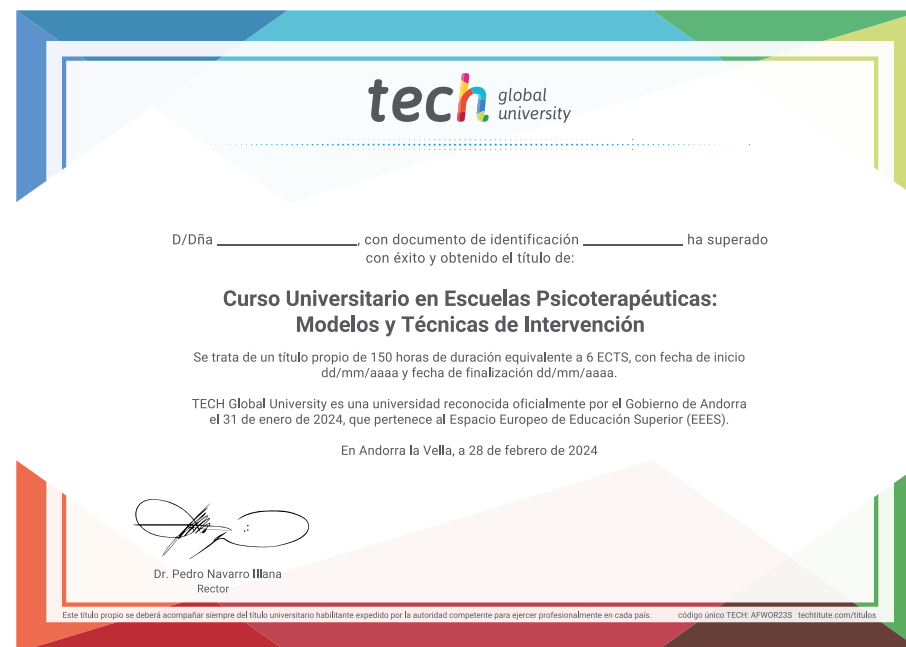 tech global
university
D/Dña ____________________, con documento de identificación ______________ ha superado
con éxito y obtenido el título de:
Curso Universitario en Escuelas Psicoterapéuticas:
Modelos y Técnicas de Intervención
Se trata de un título propio de 150 horas de duración equivalente a 6 ECTS, con fecha de inicio
dd/mm/aaaa y fecha de finalización dd/mm/aaaa.
TECH Global University es una universidad reconocida oficialmente por el Gobierno de Andorra
el 31 de enero de 2024, que pertenece al Espacio Europeo de Educación Superior (EEES).
En Andorra la Vella, a 28 de febrero de 2024
Dr. Pedro Navarro Illana
Rector
Este título propio se deberá acompañar siempre del título universitario habilitante expedido por la autoridad competente para ejercer profesionalmente en cada país. código único TECH: AFWOR23S techtitute.com/titulos